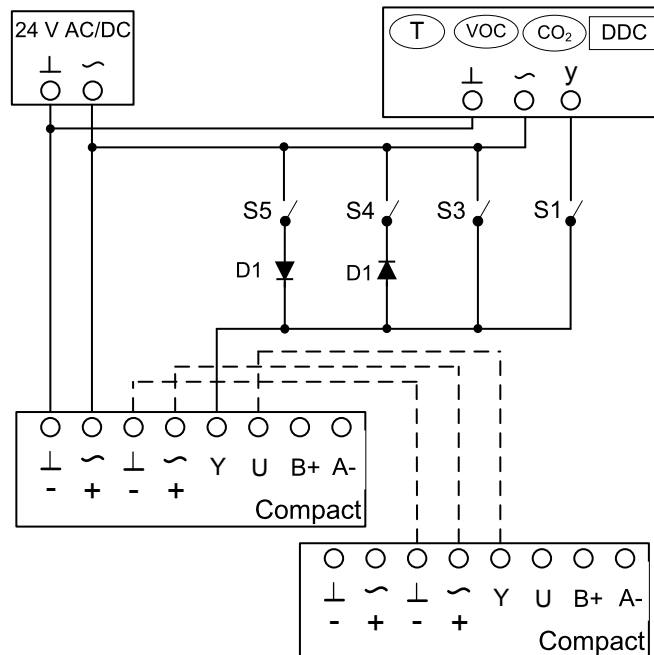 24 V AC/DC
⊥ ~
T VOC CO₂ DDC
⊥ ~ y
S5 S4 S3 S1
D1 D1
⊥ ~ ⊥ ~ Y U B+ A-
- + - +
Compact
⊥ ~ ⊥ ~ Y U B+ A-
- + - +
Compact